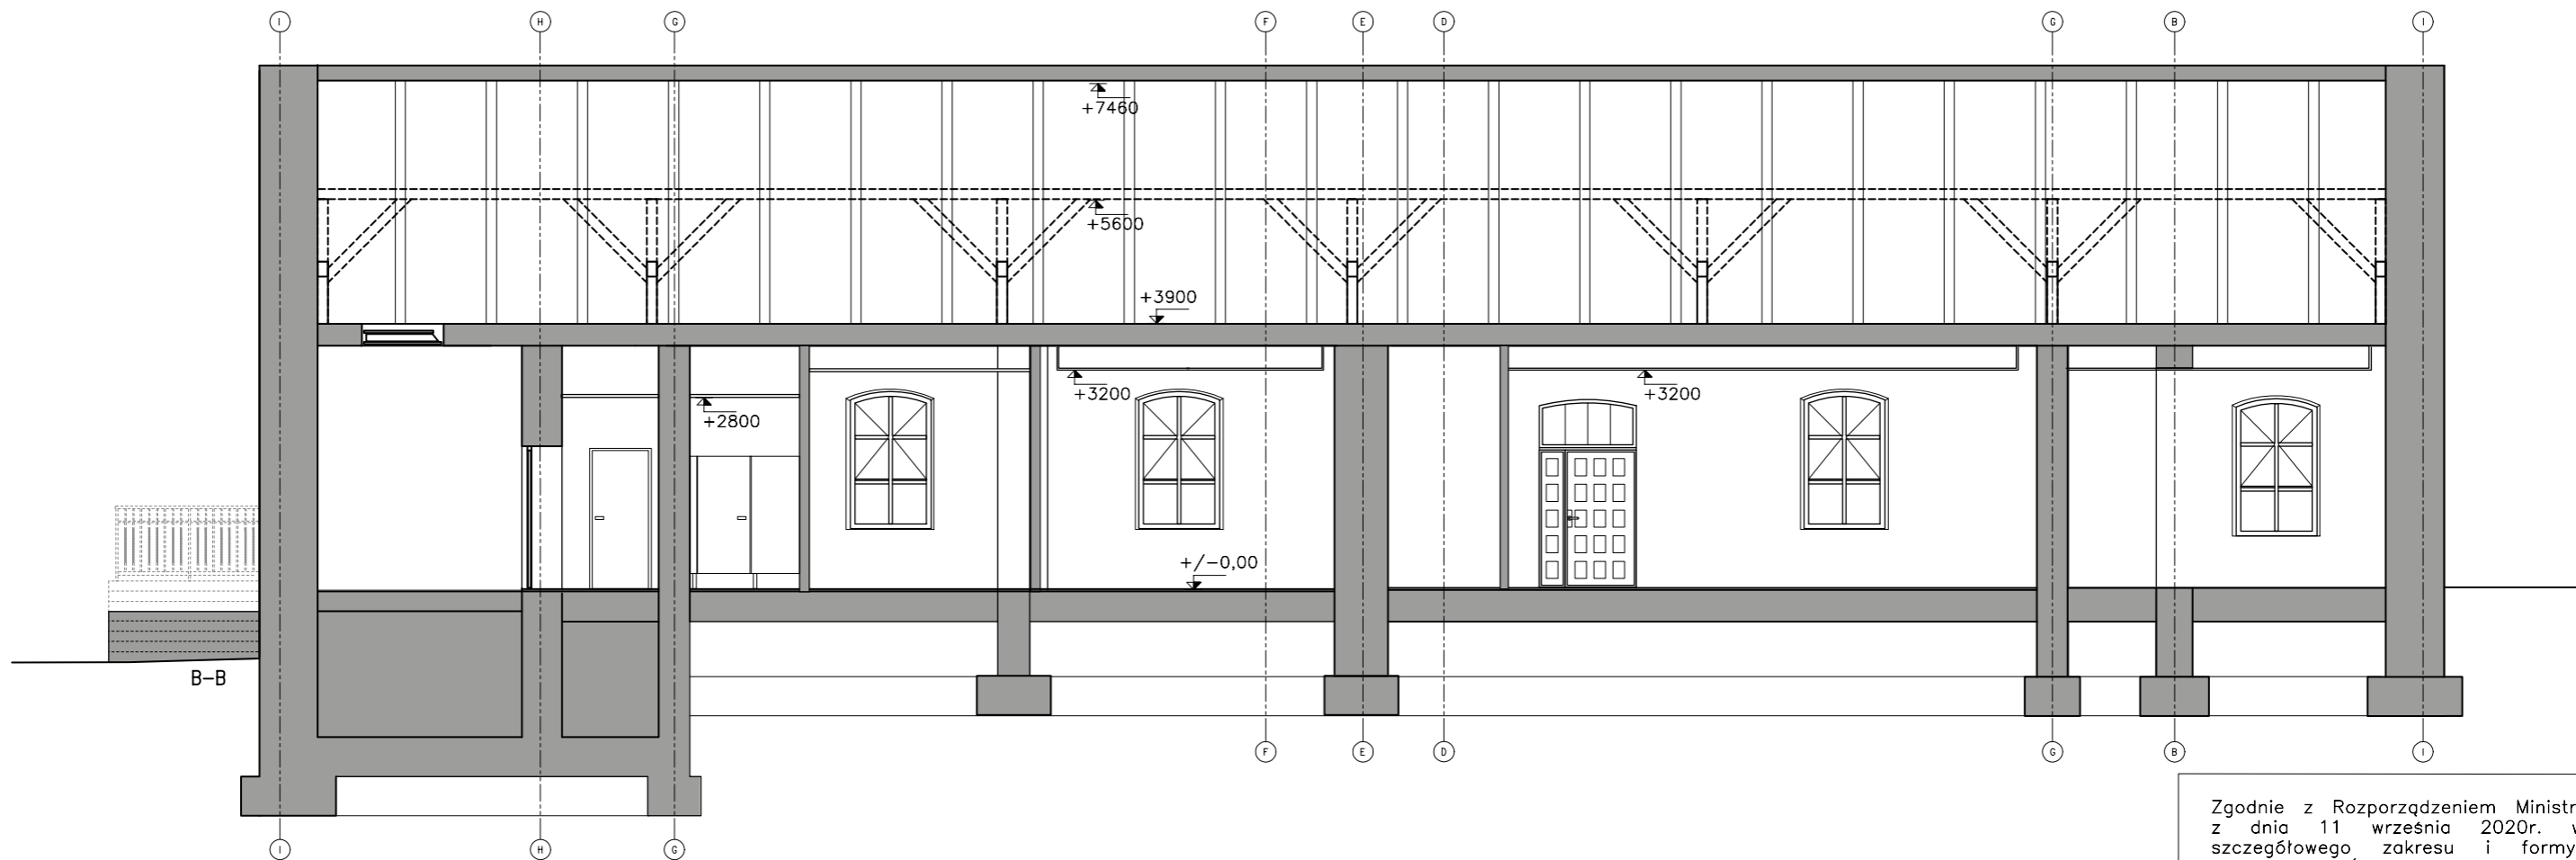 I H G F E D G B I
+7460
+5600
+3900
+3200
+3200
+2800
+/-0,00
B-B
F E D G B I
I H G
Zgodnie z Rozporządzeniem Ministr
z dnia 11 września 2020r. w
szczegółowego zakresu i formy